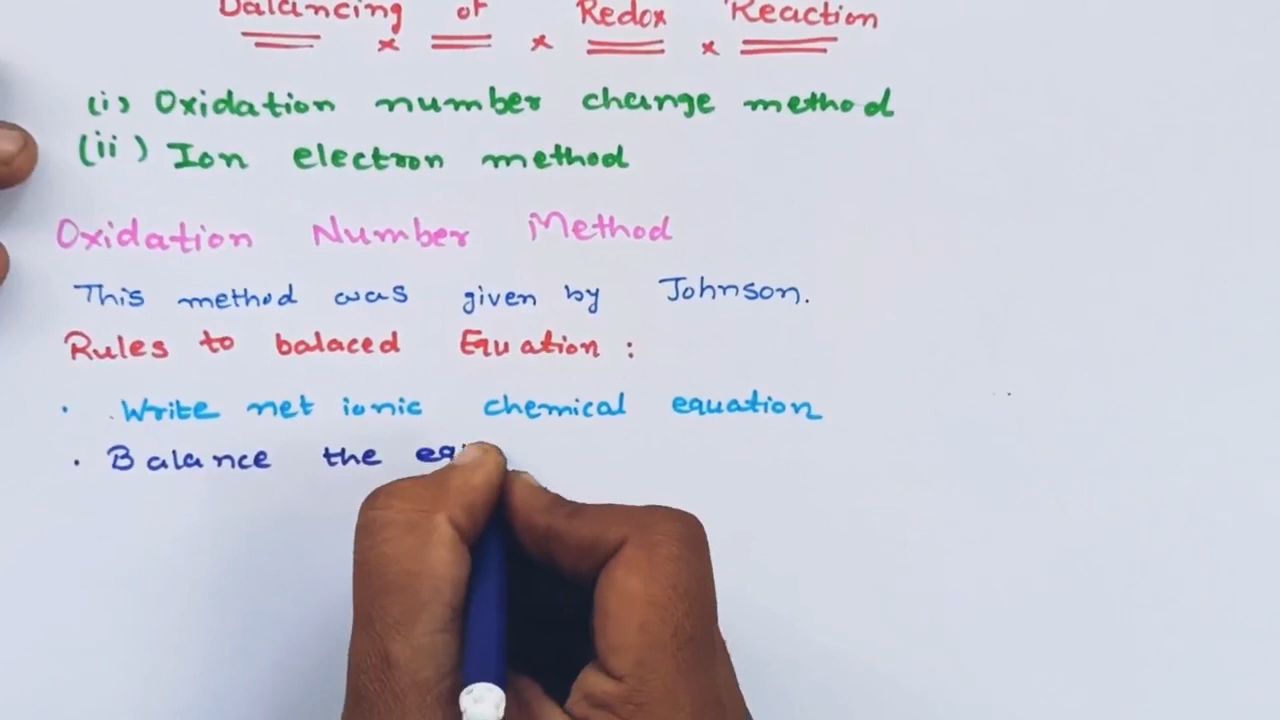 Balancing of Redox Reaction
(i) Oxidation number change method
(ii) Ion electron method
Oxidation Number Method
This method was given by Johnson.
Rules to balaced Equation :
. Write net ionic chemical equation
. Balance the eq